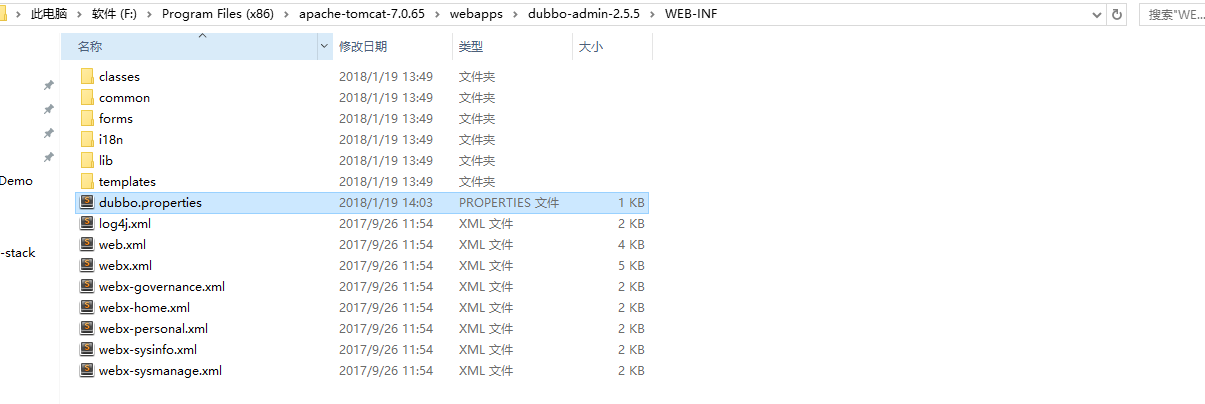 此电脑 › 软件 (F:) › Program Files (x86) › apache-tomcat-7.0.65 › webapps › dubbo-admin-2.5.5 › WEB-INF 搜索"WE...
名称 修改日期 类型 大小
classes 2018/1/19 13:49 文件夹
common 2018/1/19 13:49 文件夹
forms 2018/1/19 13:49 文件夹
i18n 2018/1/19 13:49 文件夹
lib 2018/1/19 13:49 文件夹
Demo templates 2018/1/19 13:49 文件夹
dubbo.properties 2018/1/19 14:03 PROPERTIES 文件 1 KB
log4j.xml 2017/9/26 11:54 XML 文件 2 KB
web.xml 2017/9/26 11:54 XML 文件 4 KB
-stack webx.xml 2017/9/26 11:54 XML 文件 5 KB
webx-governance.xml 2017/9/26 11:54 XML 文件 2 KB
webx-home.xml 2017/9/26 11:54 XML 文件 2 KB
webx-personal.xml 2017/9/26 11:54 XML 文件 2 KB
webx-sysinfo.xml 2017/9/26 11:54 XML 文件 2 KB
webx-sysmanage.xml 2017/9/26 11:54 XML 文件 2 KB